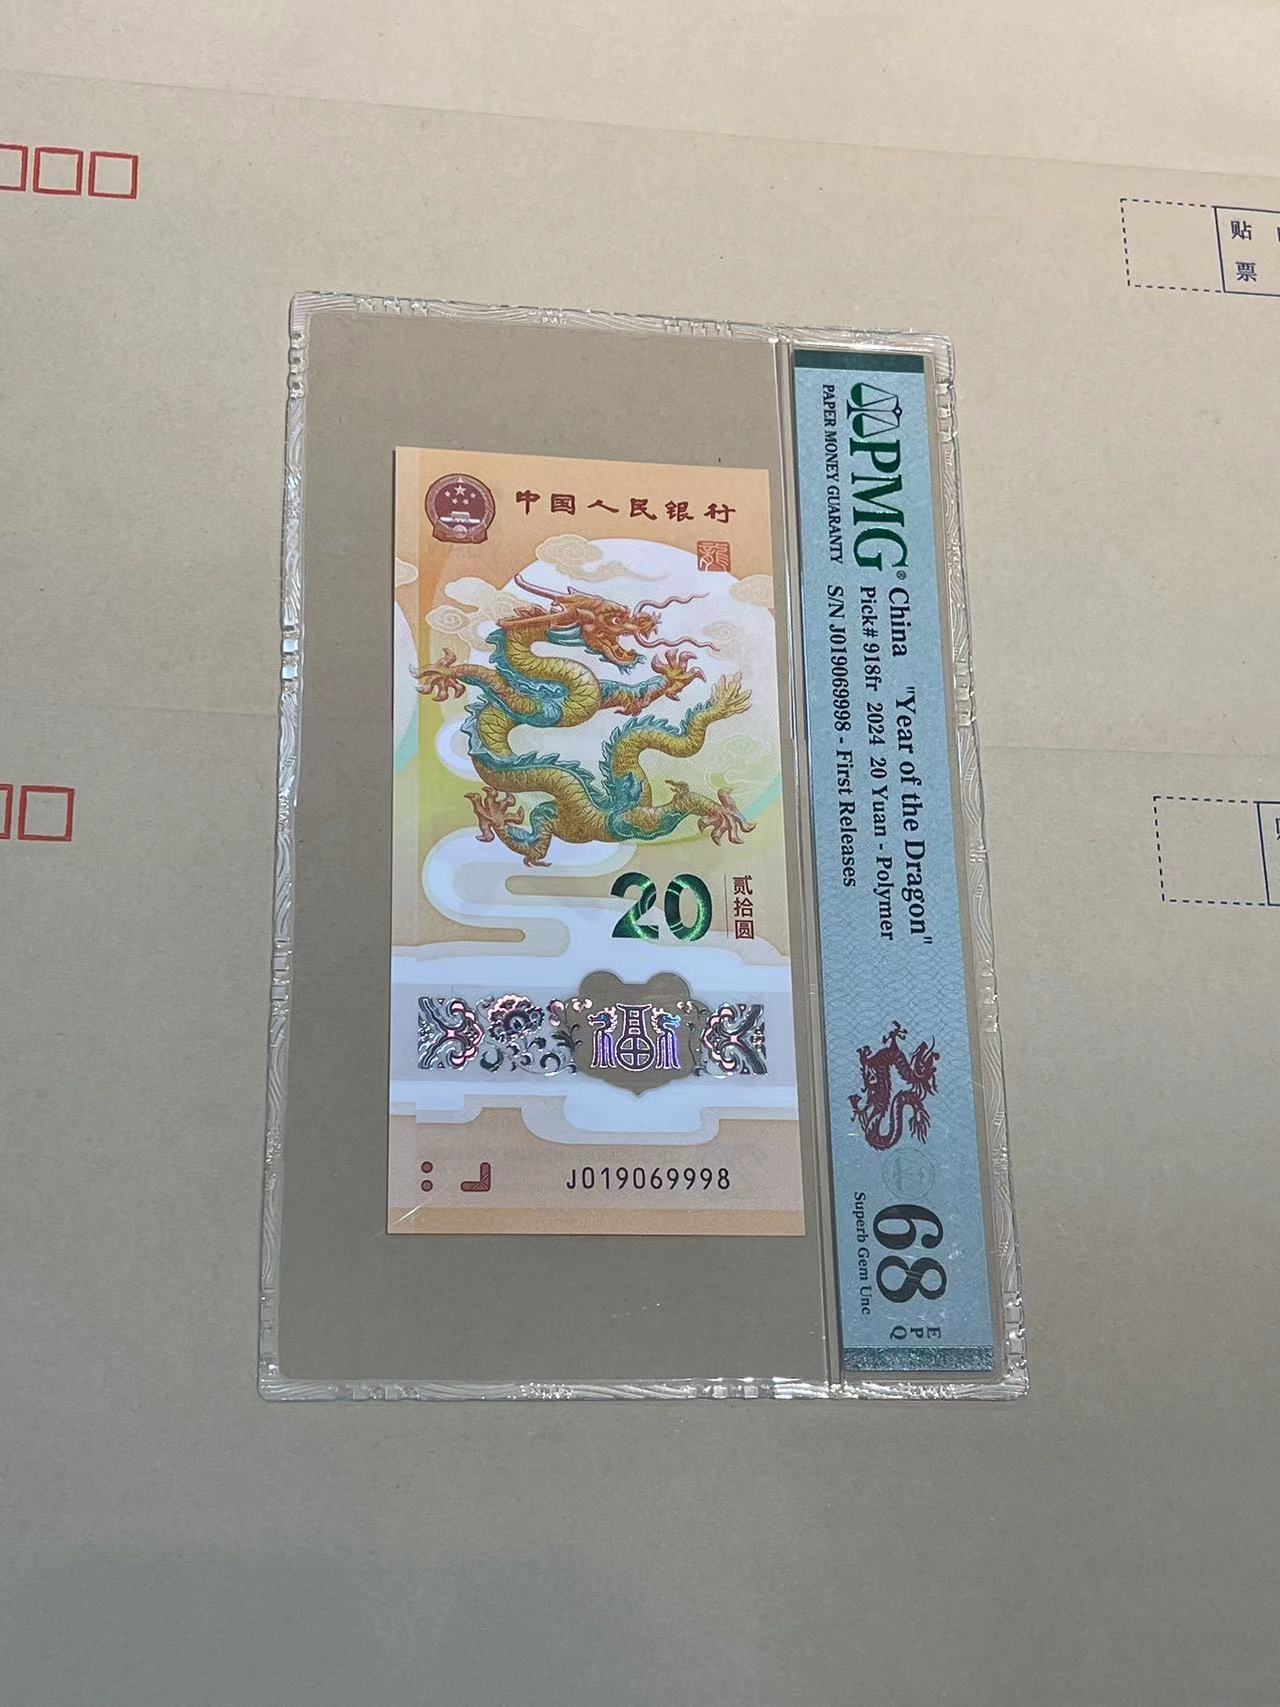 贴
票
中国人民银行
龍
20
贰拾圆
J019069998
PMG®
PAPER MONEY GUARANTY
China "Year of the Dragon"
Pick# 918fr 2024 20 Yuan - Polymer
S/N J019069998 - First Releases
68
EPQ
Superb Gem Unc